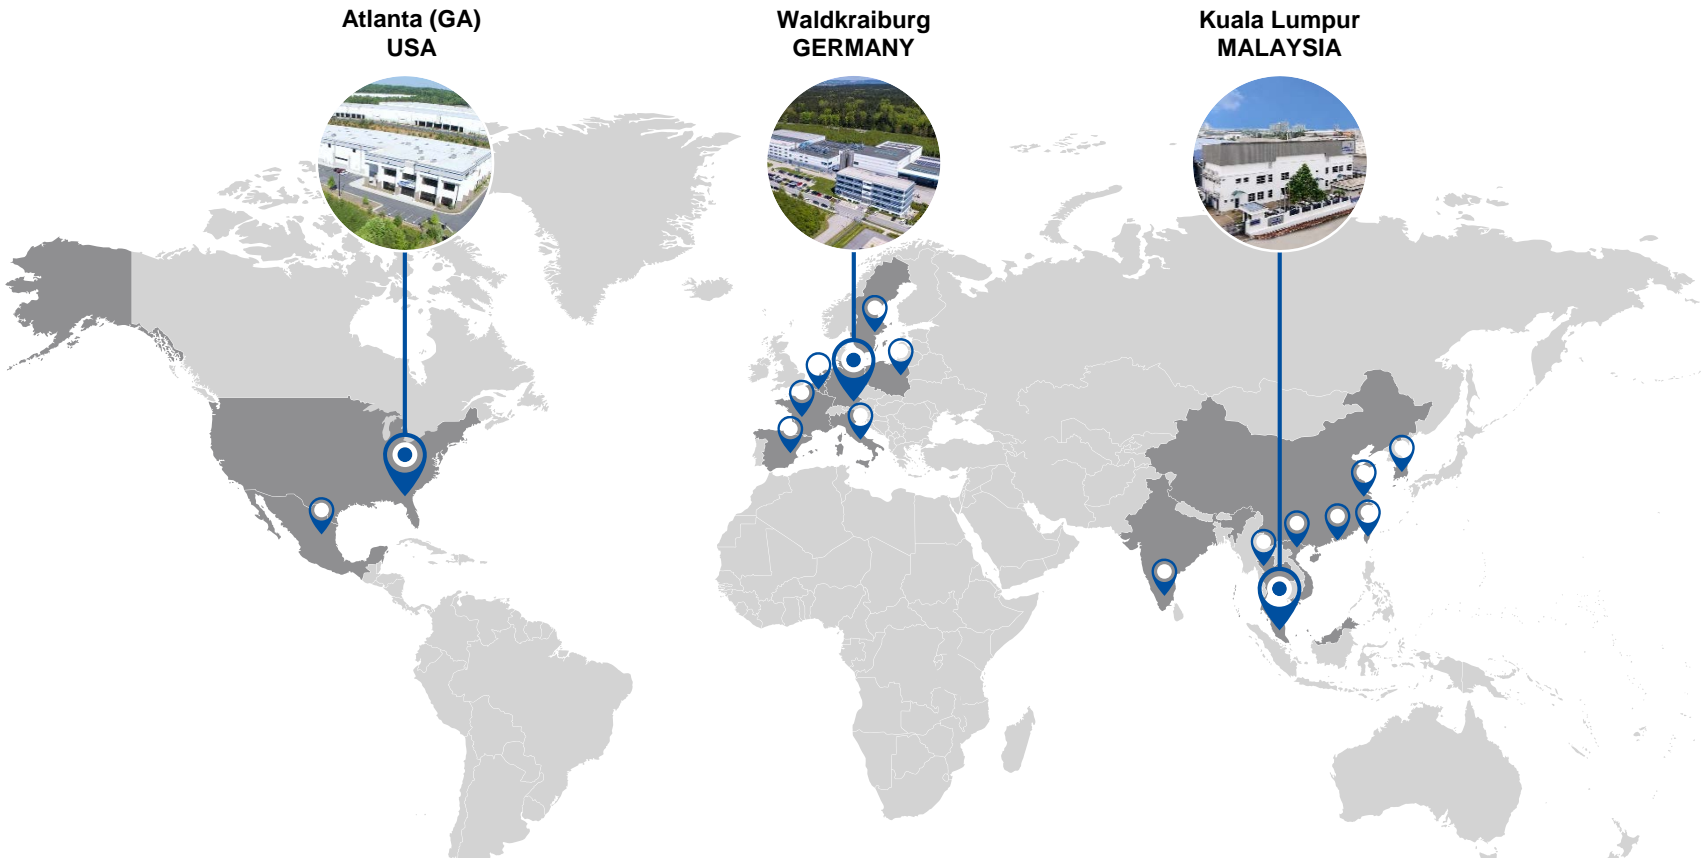 Atlanta (GA)
USA
Waldkraiburg
GERMANY
Kuala Lumpur
MALAYSIA